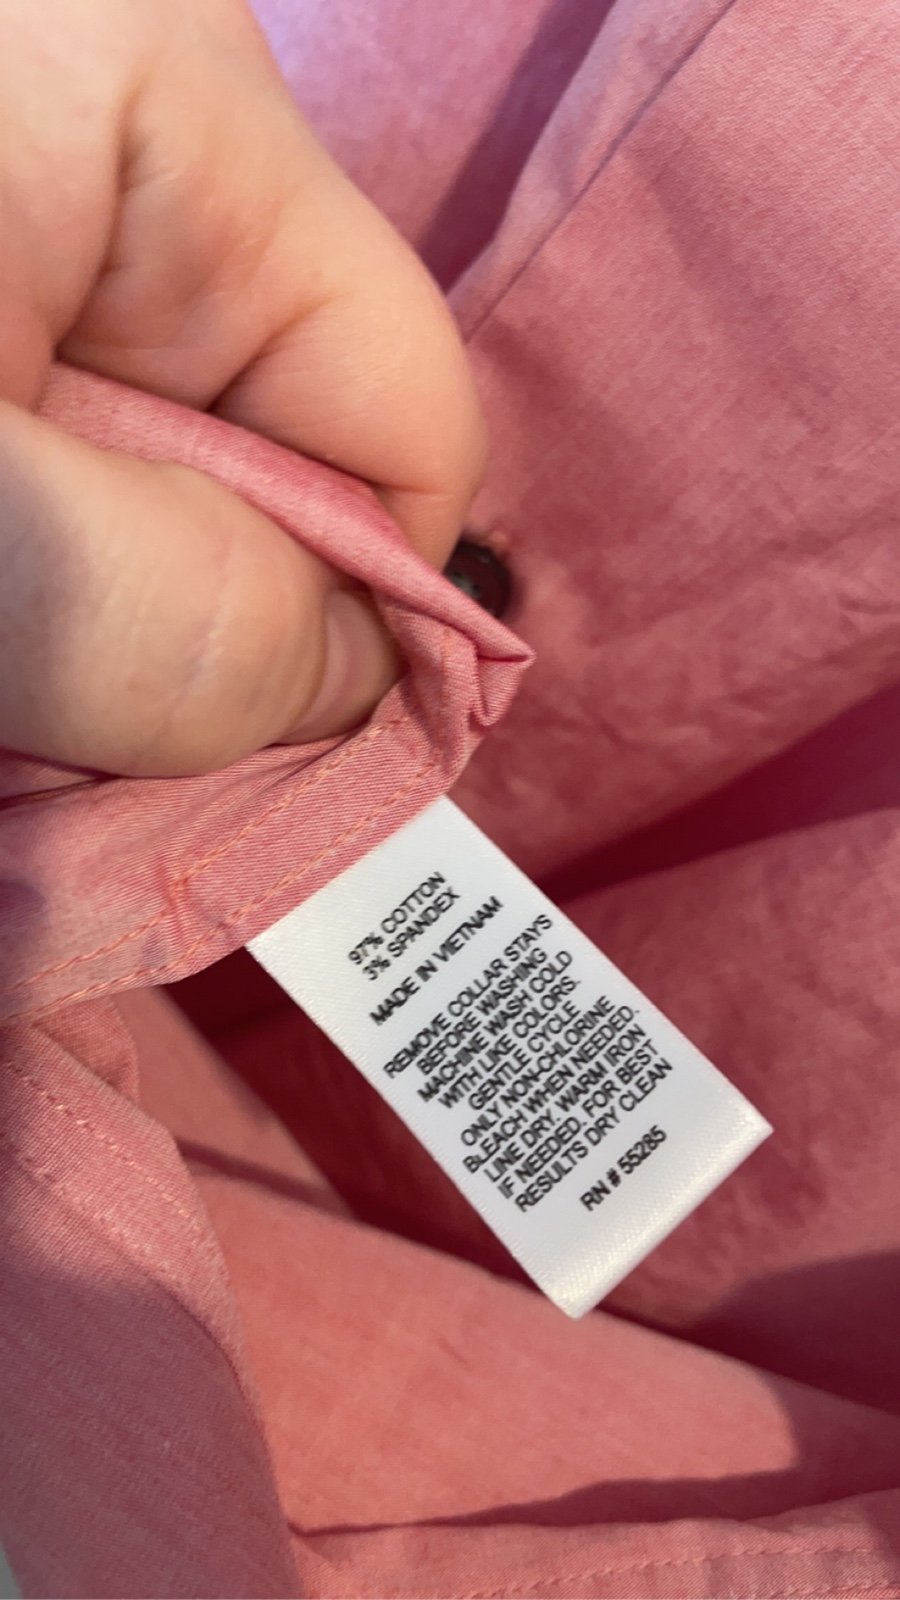 97% COTTON
3% SPANDEX
MADE IN VIETNAM
REMOVE COLLAR STAYS
BEFORE WASHING
MACHINE WASH COLD
WITH LIKE COLORS.
GENTLE CYCLE
ONLY NON-CHLORINE
BLEACH WHEN NEEDED.
LINE DRY. WARM IRON
IF NEEDED. FOR BEST
RESULTS DRY CLEAN
RN # 55285